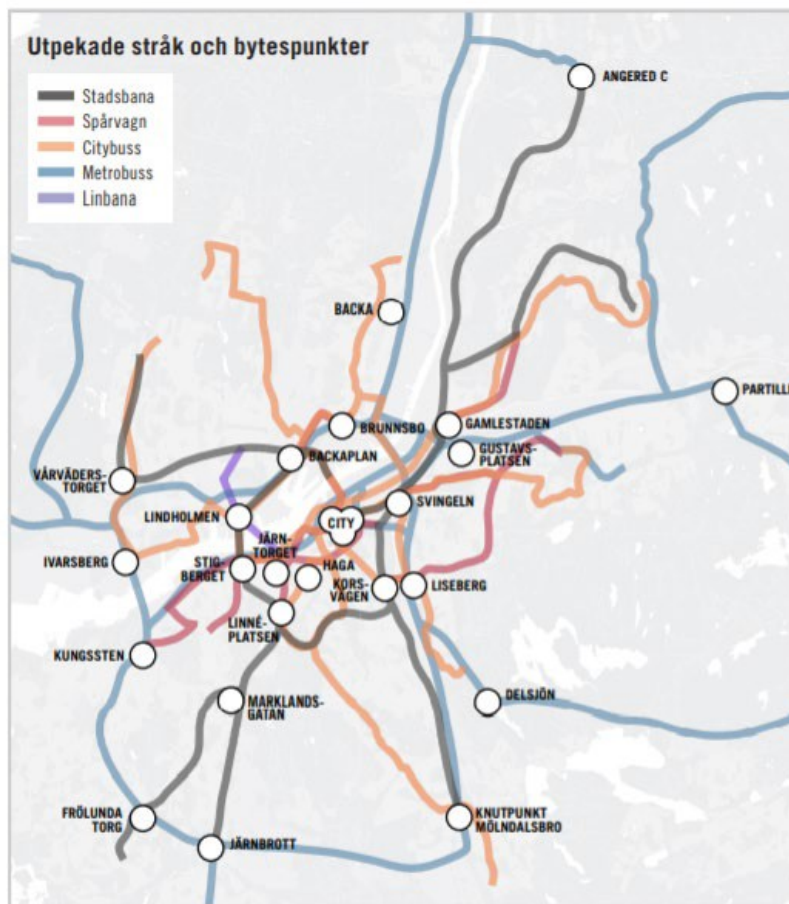 Utpekade stråk och bytespunkter
Stadsbana
Spårvagn
Citybuss
Metrobuss
Linbana
ANGERED C
BACKA
PARTILLE
BRUNNSBO
GAMLESTADEN
GUSTAVS-
PLATSEN
BACKAPLAN
VÅRVÄDERS-
TORGET
SVINGELN
LINDHOLMEN
CITY
JÄRN-
TORGET
IVARSBERG
STIG-
BERGET
HAGA
KORS-
VÄGEN
LISEBERG
LINNÉ-
PLATSEN
KUNGSSTEN
MARKLANDS-
GATAN
DELSJÖN
FRÖLUNDA
TORG
KNUTPUNKT
MÖLNDALSBRO
JÄRNBROTT